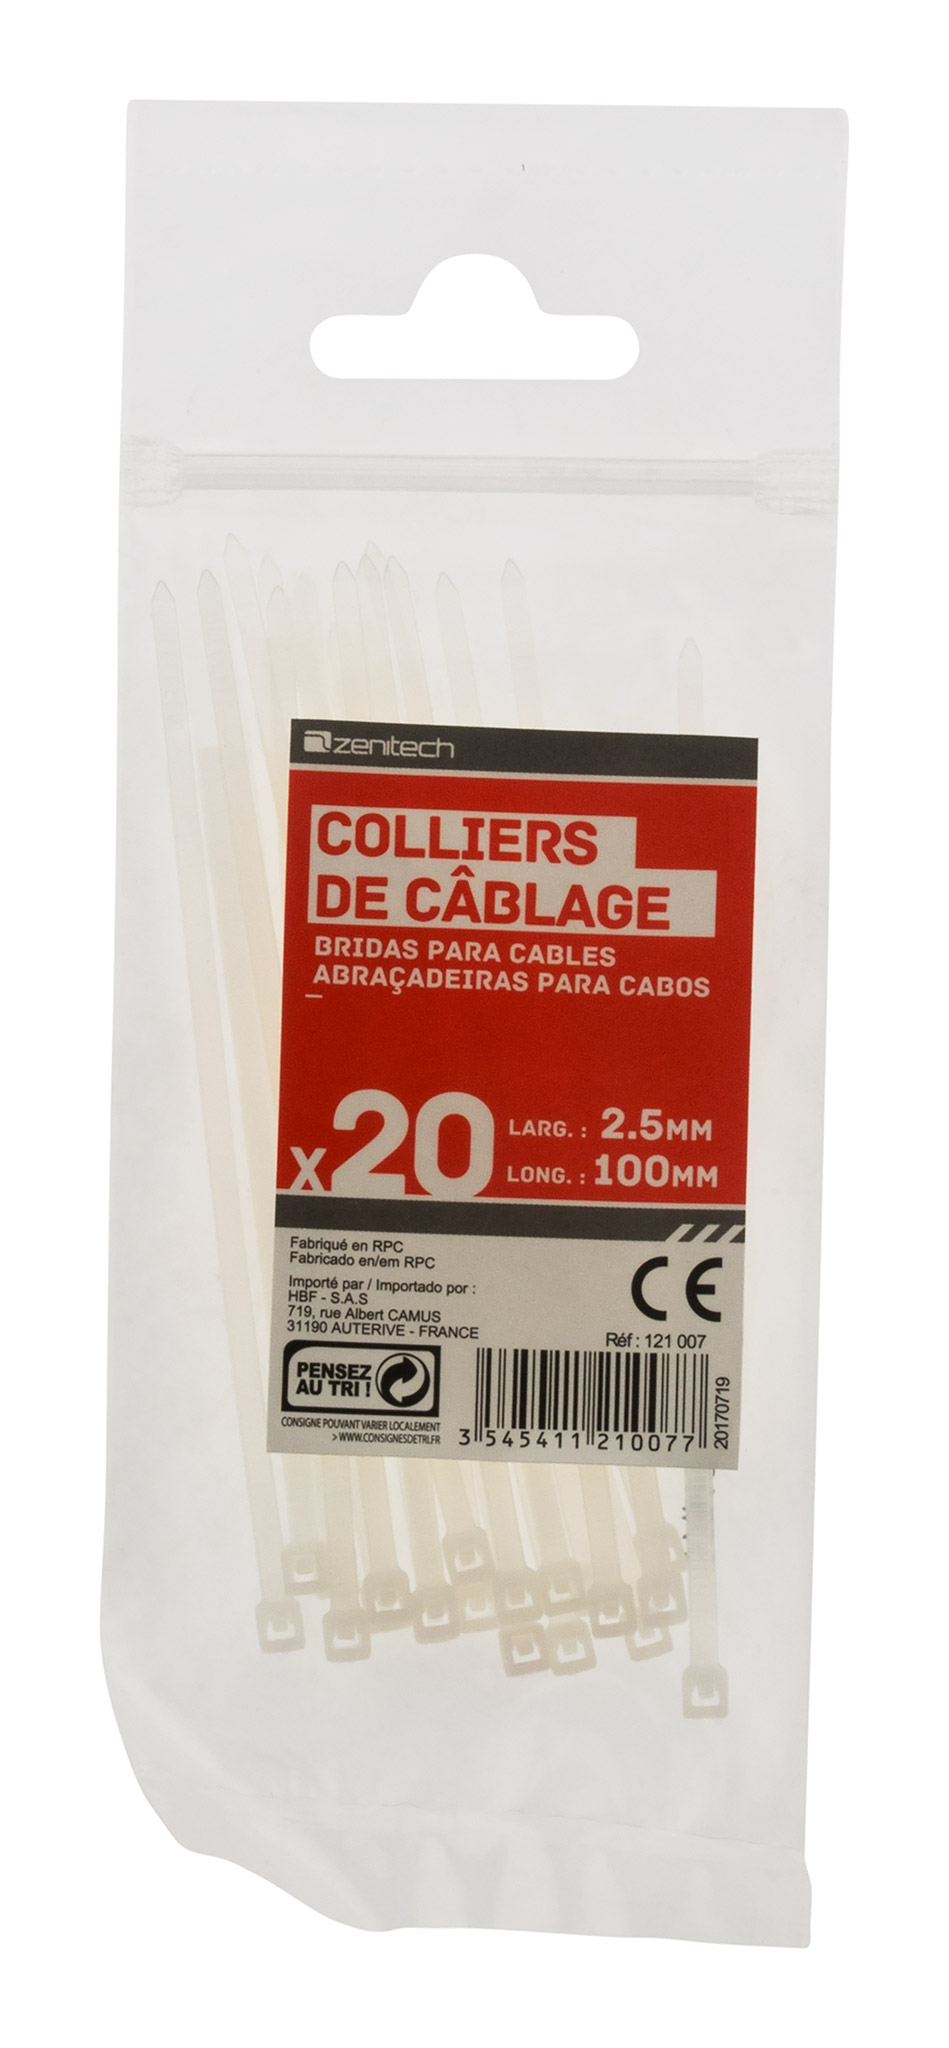 zenitech
COLLIERS
DE CÂBLAGE
BRIDAS PARA CABLES
ABRAÇADEIRAS PARA CABOS
x20
LARG. : 2.5MM
LONG. : 100MM
Fabriqué en RPC
Fabricado en/em RPC
Importé par / Importado por :
HBF - S.A.S
719, rue Albert CAMUS
31190 AUTERIVE - FRANCE
CE
Réf : 121 007
PENSEZ
AU TRI !
CONSIGNE POUVANT VARIER LOCALEMENT
> WWW.CONSIGNESDETRI.FR
3 545411 210077
20170719